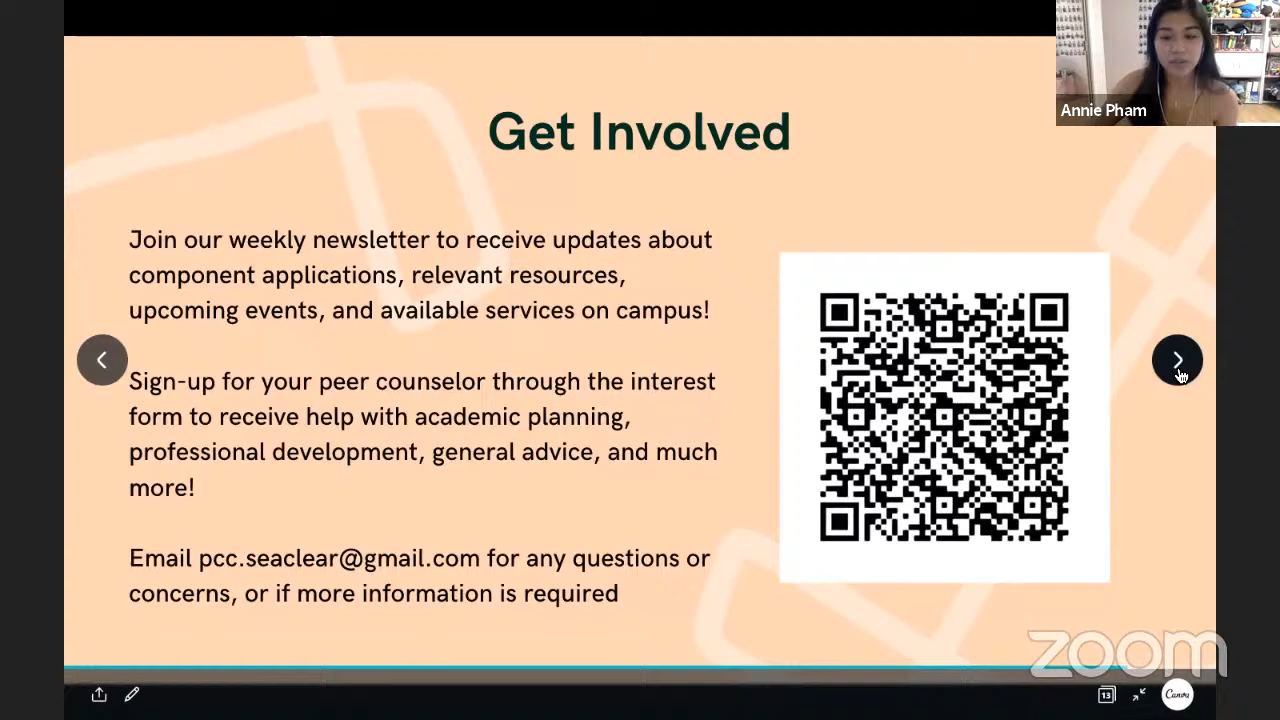 Annie Pham
Get Involved
Join our weekly newsletter to receive updates about
component applications, relevant resources,
upcoming events, and available services on campus!
Sign-up for your peer counselor through the interest
form to receive help with academic planning,
professional development, general advice, and much
more!
Email pcc.seaclear@gmail.com for any questions or
concerns, or if more information is required
zoom
13
Canva